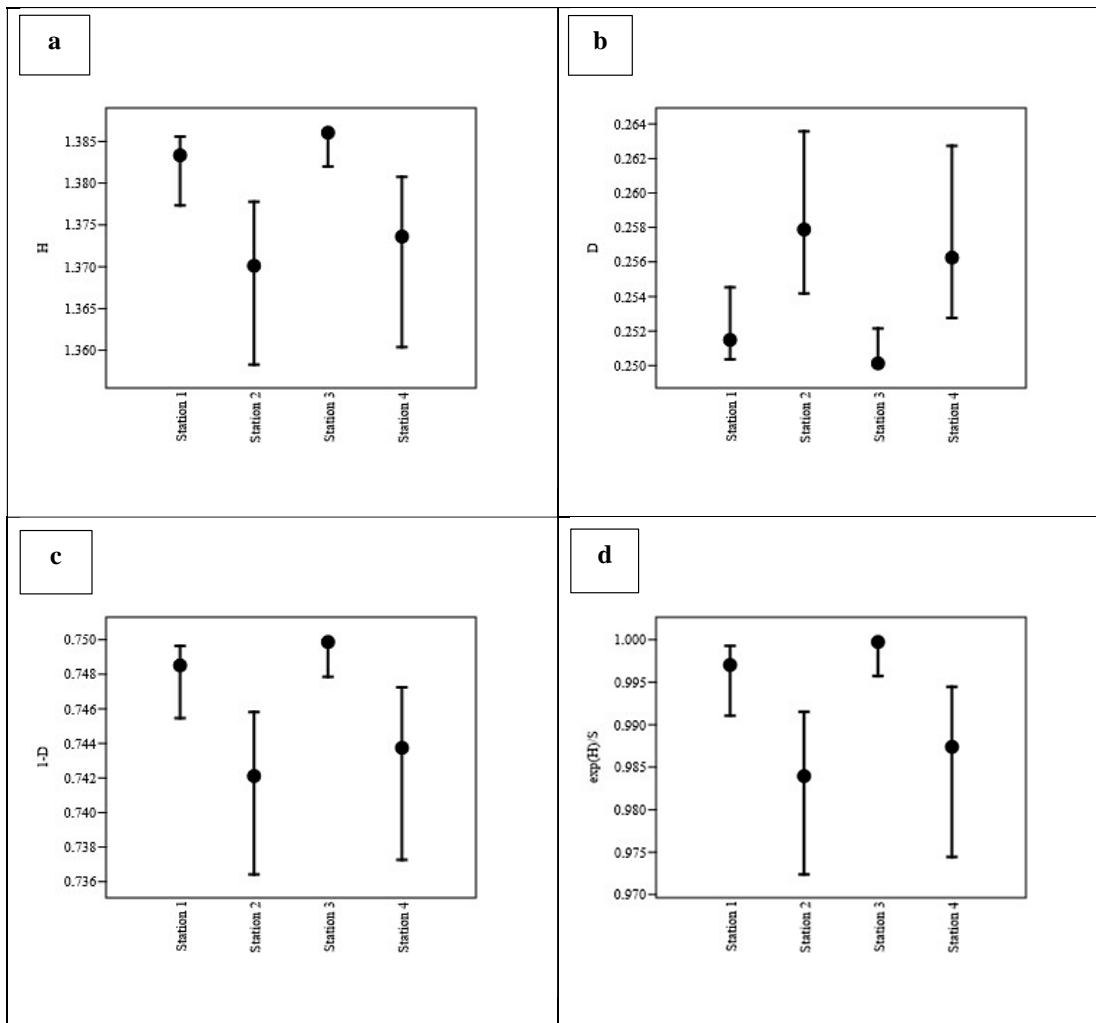 a
H
1.385
1.380
1.375
1.370
1.365
1.360
Station 1
Station 2
Station 3
Station 4
b
D
0.264
0.262
0.260
0.258
0.256
0.254
0.252
0.250
Station 1
Station 2
Station 3
Station 4
c
1-D
0.750
0.748
0.746
0.744
0.742
0.740
0.738
0.736
Station 1
Station 2
Station 3
Station 4
d
exp(H)/S
1.000
0.995
0.990
0.985
0.980
0.975
0.970
Station 1
Station 2
Station 3
Station 4